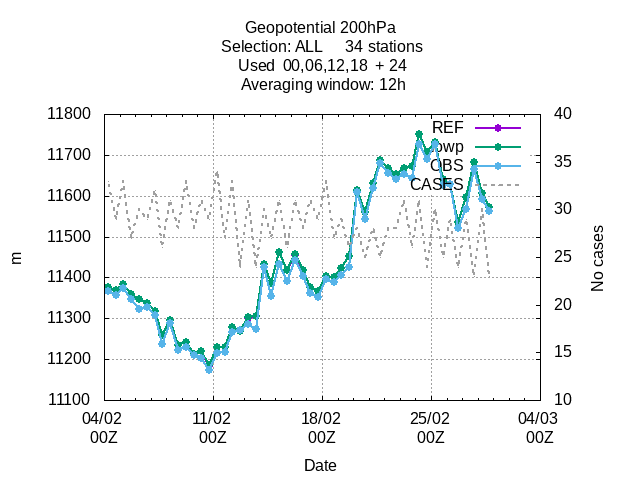 Geopotential 200hPa
Selection: ALL 34 stations
Used 00,06,12,18 + 24
Averaging window: 12h
11800
11700
11600
11500
11400
11300
11200
11100
m
40
35
30
25
20
15
10
No cases
REF
pwp
OBS
CASES
04/02 11/02 18/02 25/02 04/03
00Z 00Z 00Z 00Z 00Z
Date